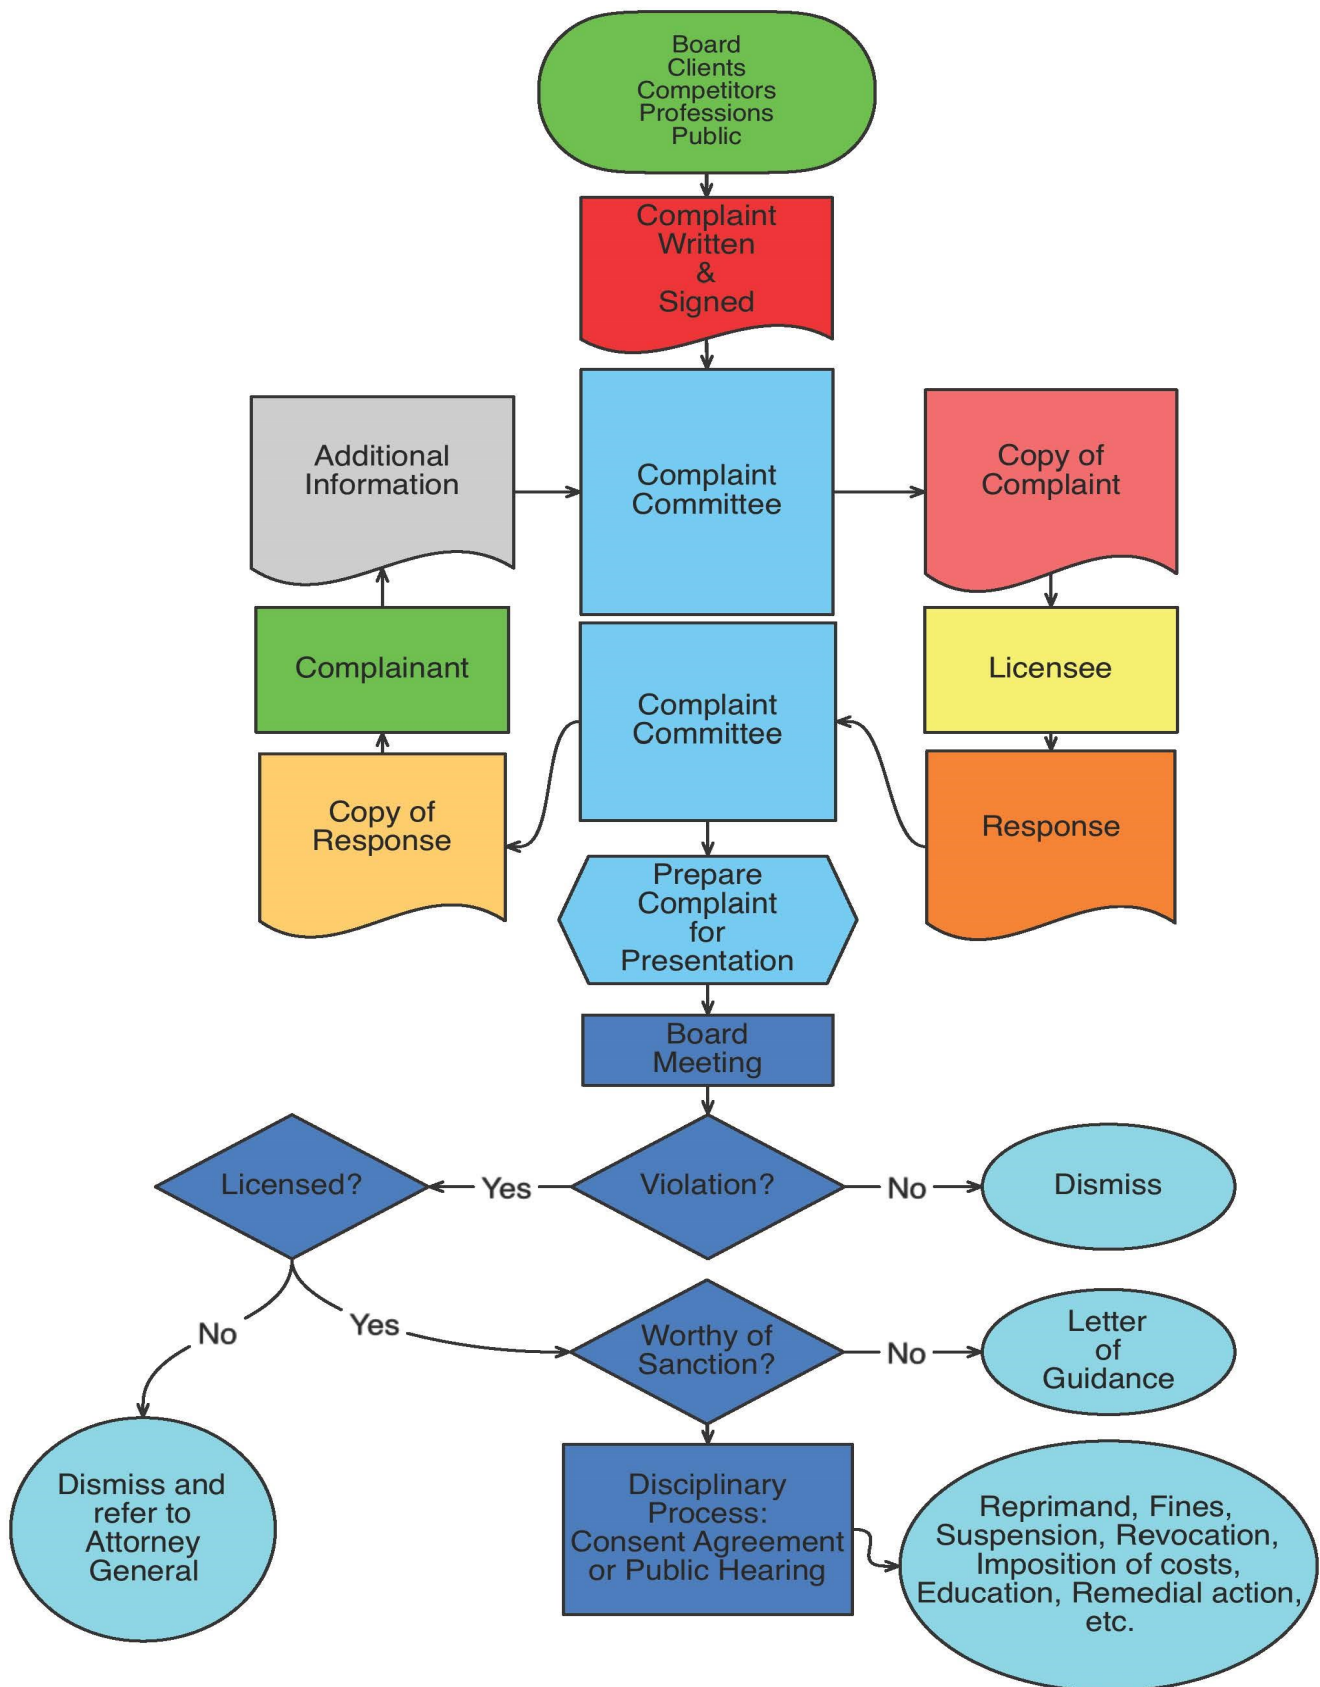 Board
Clients
Competitors
Professions
Public
Complaint
Written
&
Signed
Additional
Information
Complaint
Committee
Copy of
Complaint
Complainant
Complaint
Committee
Licensee
Copy of
Response
Response
Prepare
Complaint
for
Presentation
Board
Meeting
Licensed?
Yes
Violation?
No
Dismiss
No
Yes
Worthy of
Sanction?
No
Letter
of
Guidance
Dismiss and
refer to
Attorney
General
Disciplinary
Process:
Consent Agreement
or Public Hearing
Reprimand, Fines,
Suspension, Revocation,
Imposition of costs,
Education, Remedial action,
etc.